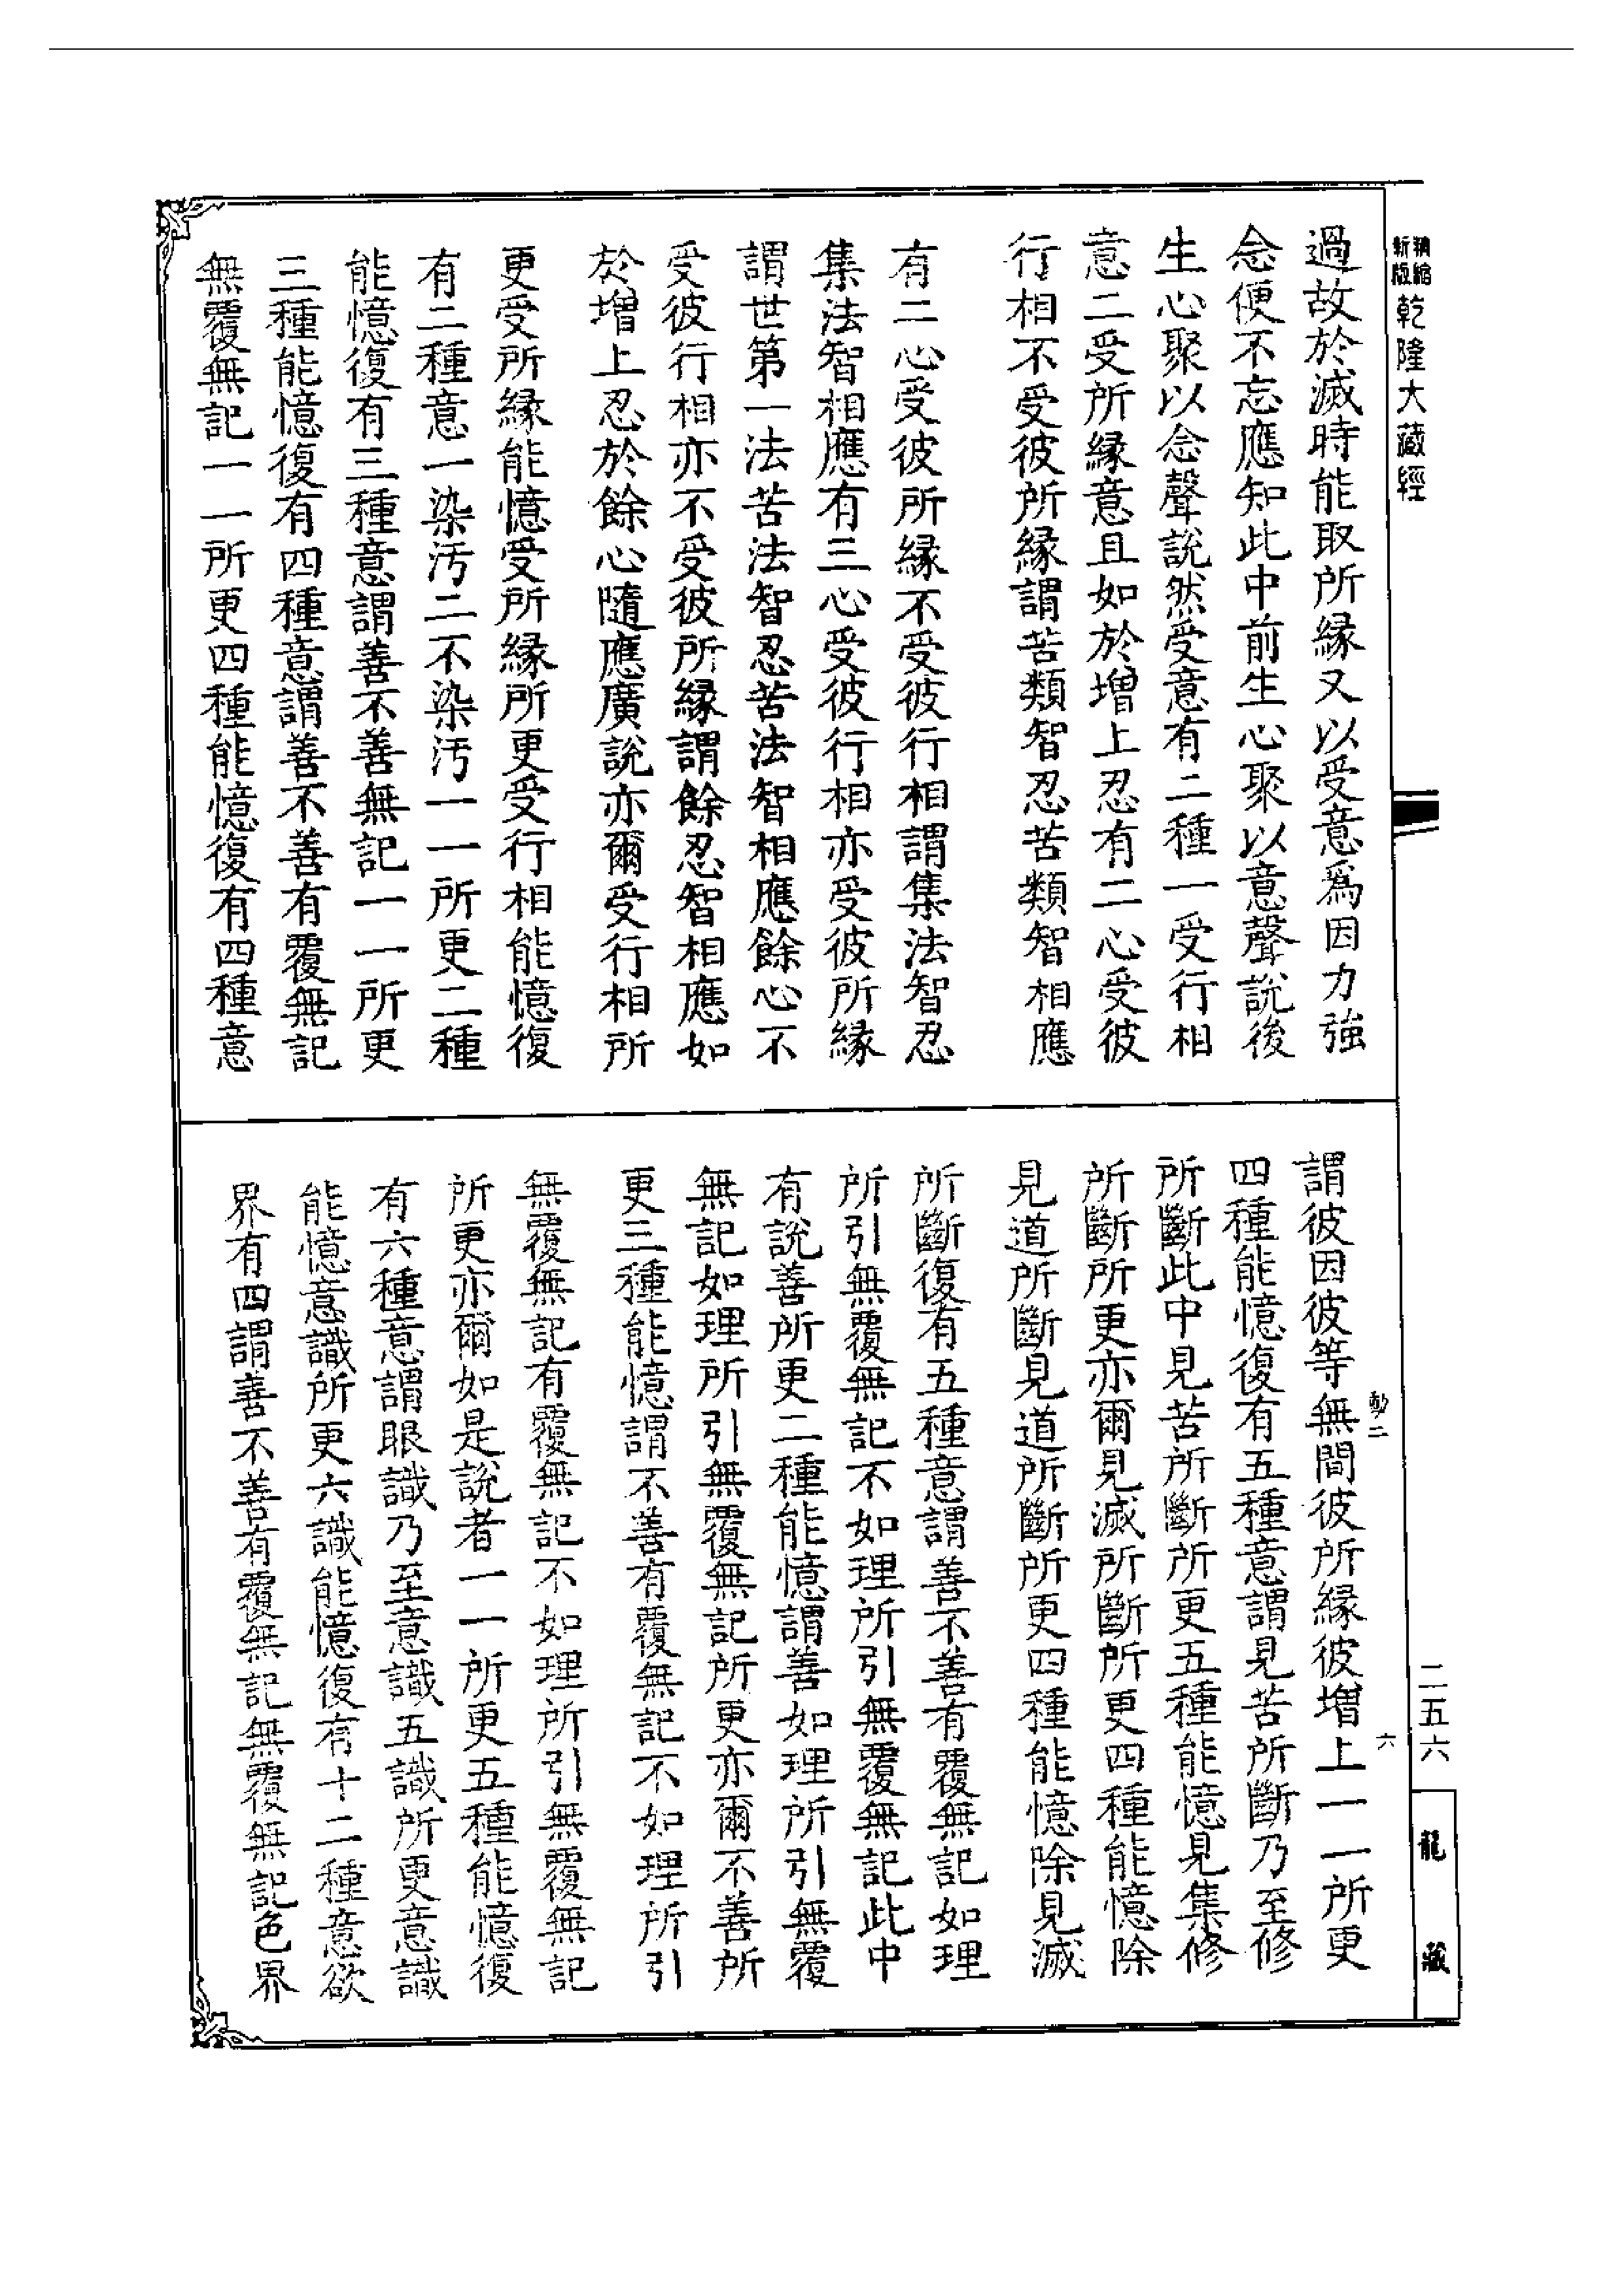 新版精縮乾隆大藏經
過故於滅時能取所緣又以受意爲因力強
念便不忘應知此中前生心聚以意聲說後
生心聚以念聲說然受意有二種一受行相
意二受所緣意且如於增上忍有二心受彼
行相不受彼所緣謂苦類智忍苦類智相應
有二心受彼所緣不受彼行相謂集法智忍
集法智相應有三心受彼行相亦受彼所緣
謂世第一法苦法智忍苦法智相應餘心不
受彼行相亦不受彼所緣謂餘忍智相應如
於增上忍於餘心隨應廣說亦爾受行相所
更受所緣能憶受所緣所更受行相能憶復
有二種意一染汚二不染汚一一所更二種
能憶復有三種意謂善不善無記一一所更
三種能憶復有四種意謂善不善有覆無記
無覆無記一一所更四種能憶復有四種意
謂彼因彼等無間彼所緣彼增上一一所更
四種能憶復有五種意謂見苦所斷乃至修
所斷此中見苦所斷所更五種能憶見集修
所斷所更亦爾見滅所斷所更四種能憶除
見道所斷見道所斷所更四種能憶除見滅
所斷復有五種意謂善不善有覆無記如理
所引無覆無記不如理所引無覆無記此中
有說善所更二種能憶謂善如理所引無覆
無記如理所引無覆無記所更亦爾不善所
更三種能憶謂不善有覆無記不如理所引
無覆無記有覆無記不如理所引無覆無記
所更亦爾如是說者一一所更五種能憶復
有六種意謂眼識乃至意識五識所更意識
能憶意識所更六識能憶復有十二種意欲
界有四謂善不善有覆無記無覆無記色界
動二
六
二五六
龍藏